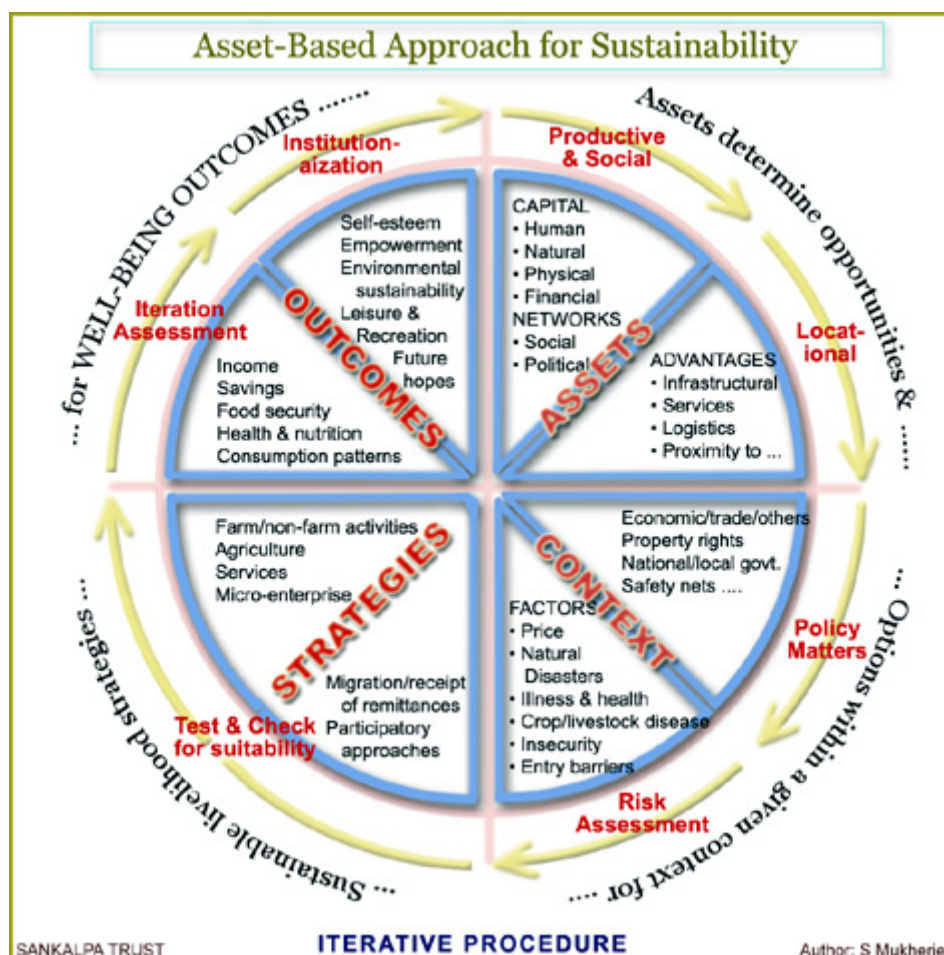 Asset-Based Approach for Sustainability
... for WELL-BEING OUTCOMES .......
Assets determine opportunities & ......
... Options within a given context for ....
Sustainable livelihood strategies ...
Institution-
aization
Productive
& Social
Iteration
Assessment
Locat-
ional
Policy
Matters
Risk
Assessment
Test & Check
for suitability
OUTCOMES
Self-esteem
Empowerment
Environmental
sustainability
Leisure &
Recreation
Future
hopes
Income
Savings
Food security
Health & nutrition
Consumption patterns
ASSETS
CAPITAL
• Human
• Natural
• Physical
• Financial
NETWORKS
• Social
• Political
ADVANTAGES
• Infrastructural
• Services
• Logistics
• Proximity to ...
CONTEXT
Economic/trade/others
Property rights
National/local govt.
Safety nets ....
FACTORS
• Price
• Natural
Disasters
• Illness & health
• Crop/livestock disease
• Insecurity
• Entry barriers
STRATEGIES
Farm/non-farm activities
Agriculture
Services
Micro-enterprise
Migration/receipt
of remittances
Participatory
approaches
ITERATIVE PROCEDURE
SANKALPA TRUST
Author: S Mukherje